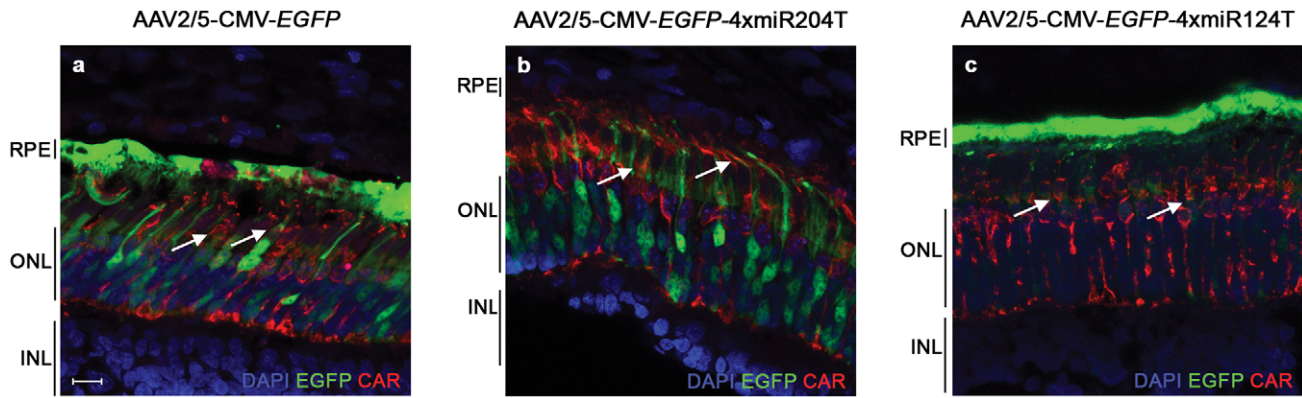 AAV2/5-CMV-EGFP
AAV2/5-CMV-EGFP-4xmiR204T
AAV2/5-CMV-EGFP-4xmiR124T
a
RPE
ONL
INL
DAPI EGFP CAR
b
RPE
ONL
INL
DAPI EGFP CAR
c
RPE
ONL
INL
DAPI EGFP CAR